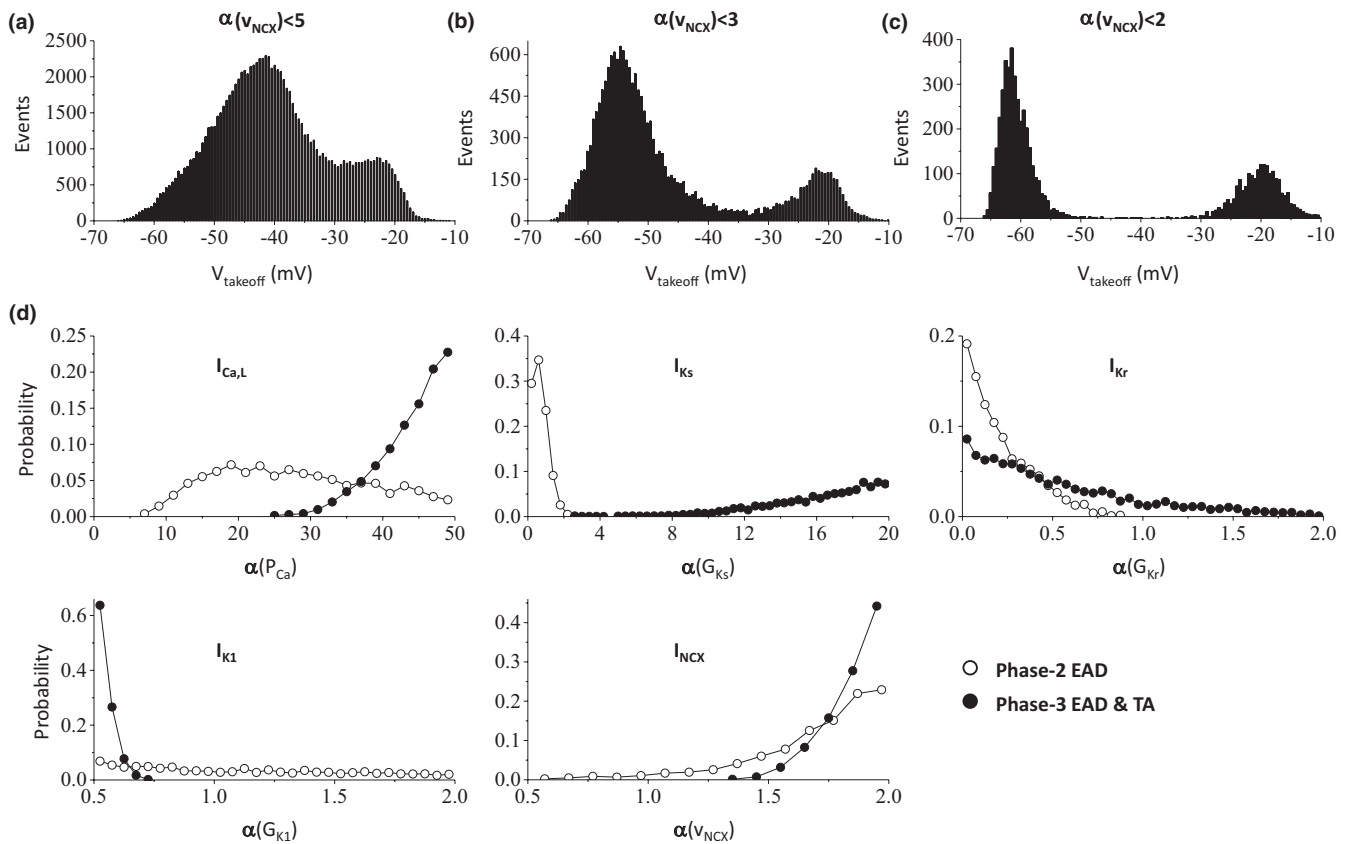 (a) α(vNCX)<5
2500
2000
1500
1000
500
0
Events
-70 -60 -50 -40 -30 -20 -10
Vtakeoff (mV)
(b) α(vNCX)<3
600
450
300
150
0
Events
-70 -60 -50 -40 -30 -20 -10
Vtakeoff (mV)
(c) α(vNCX)<2
400
300
200
100
0
Events
-70 -60 -50 -40 -30 -20 -10
Vtakeoff (mV)
(d)
0.25
0.20
0.15
0.10
0.05
0.00
Probability
ICa,L
0 10 20 30 40 50
α(PCa)
0.4
0.3
0.2
0.1
0.0
IKs
0 4 8 12 16 20
α(GKs)
0.2
0.1
0.0
IKr
0.0 0.5 1.0 1.5 2.0
α(GKr)
0.6
0.4
0.2
0.0
Probability
IK1
0.5 1.0 1.5 2.0
α(GK1)
0.4
0.3
0.2
0.1
0.0
INCX
0.5 1.0 1.5 2.0
α(vNCX)
Phase-2 EAD
Phase-3 EAD & TA